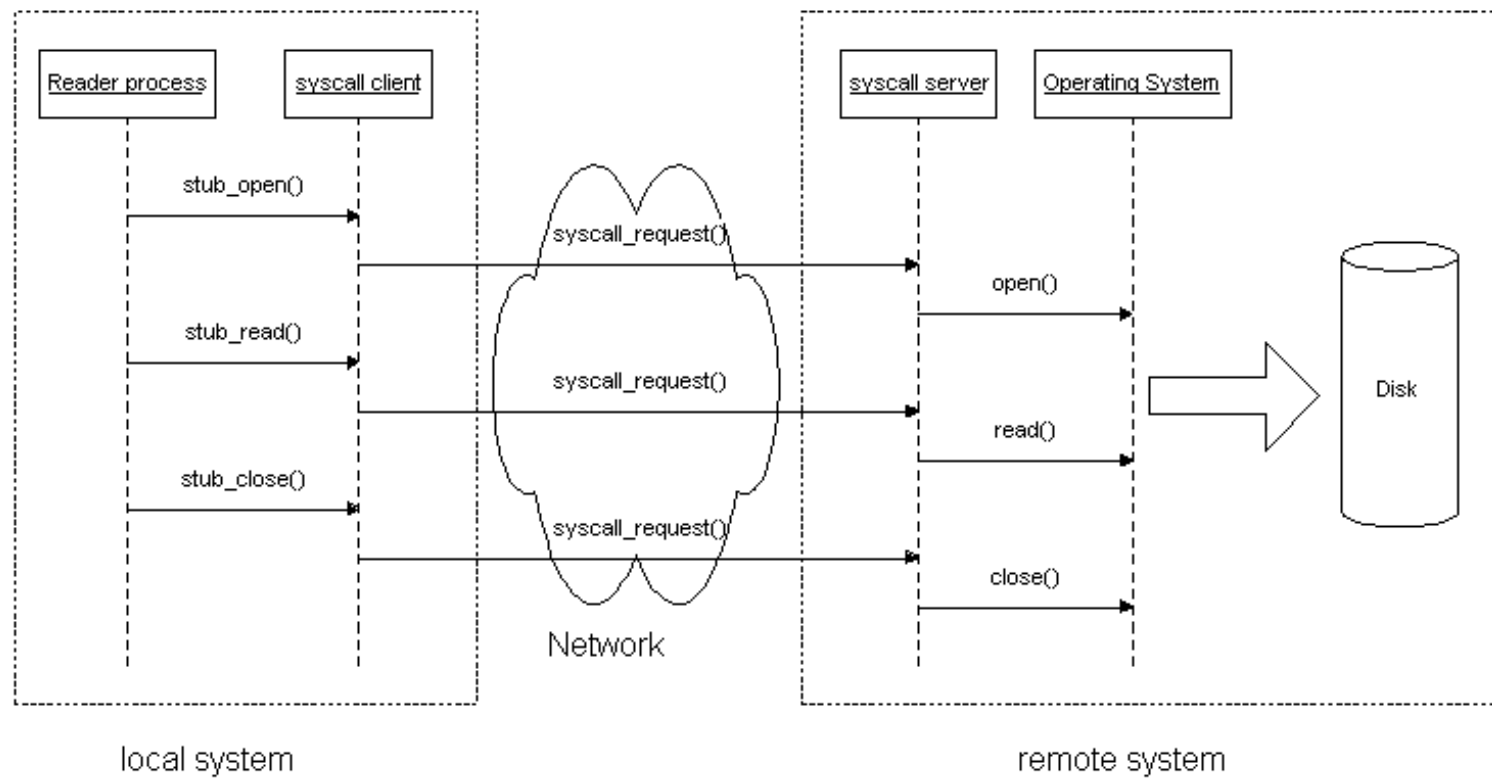 Reader process
syscall client
syscall server
Operating System
stub_open()
syscall_request()
open()
stub_read()
syscall_request()
Disk
read()
stub_close()
syscall_request()
close()
Network
local system
remote system